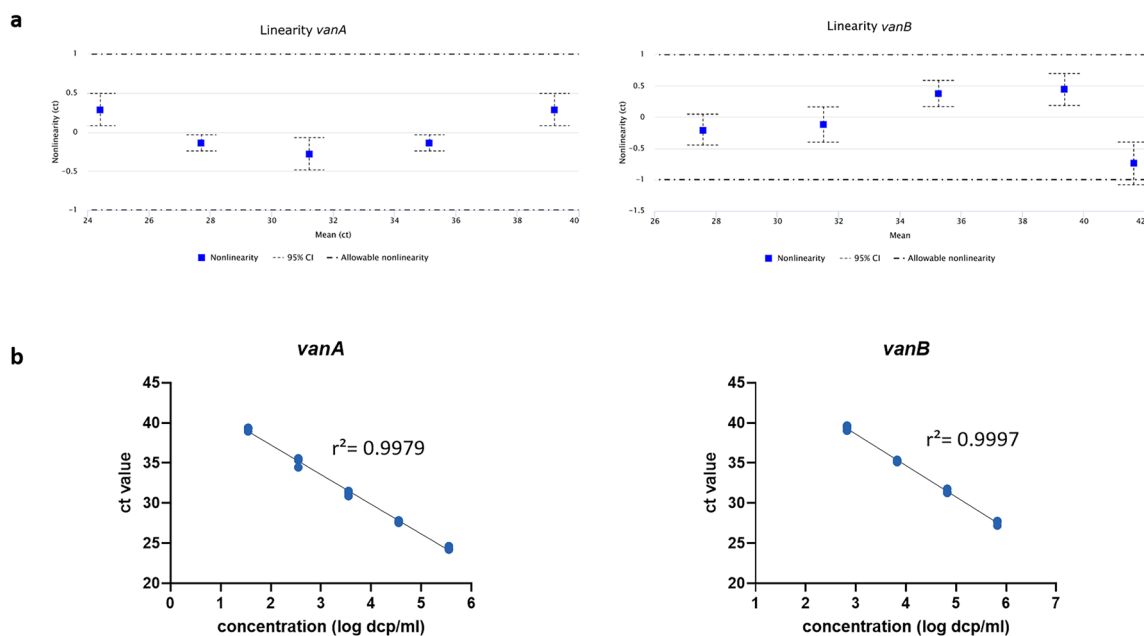 a
Linearity vanA
1
0.5
0
-0.5
-1
24 26 28 30 32 34 36 38 40
Nonlinearity (ct)
Mean (ct)
Nonlinearity 95% CI Allowable nonlinearity
Linearity vanB
1
0.5
0
-0.5
-1
-1.5
26 28 30 32 34 36 38 40 42
Nonlinearity (ct)
Mean
Nonlinearity 95% CI Allowable nonlinearity
b
vanA
45
40
35
30
25
20
0 1 2 3 4 5 6
ct value
r²= 0.9979
concentration (log dcp/ml)
vanB
45
40
35
30
25
20
1 2 3 4 5 6 7
ct value
r²= 0.9997
concentration (log dcp/ml)